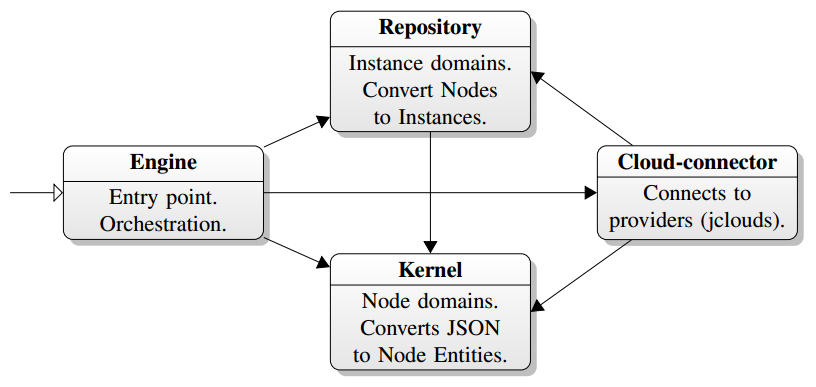 Repository
Instance domains.
Convert Nodes
to Instances.
Engine
Entry point.
Orchestration.
Cloud-connector
Connects to
providers (jclouds).
Kernel
Node domains.
Converts JSON
to Node Entities.